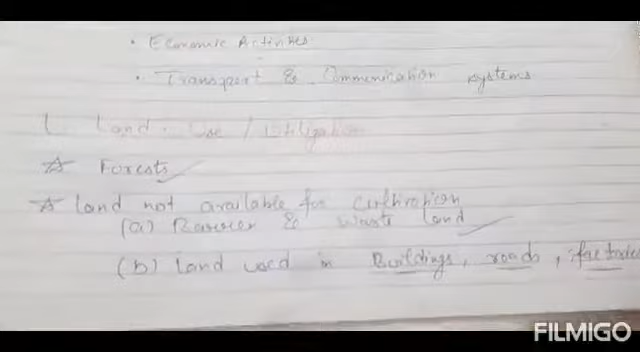 • Economic Activities
• Transport & Communication systems
L Land Use / Utilization
☆ Forests
☆ Land not available for cultivation
(a) Barren & waste land
(b) Land used in Buildings, roads, factories
FILMIGO